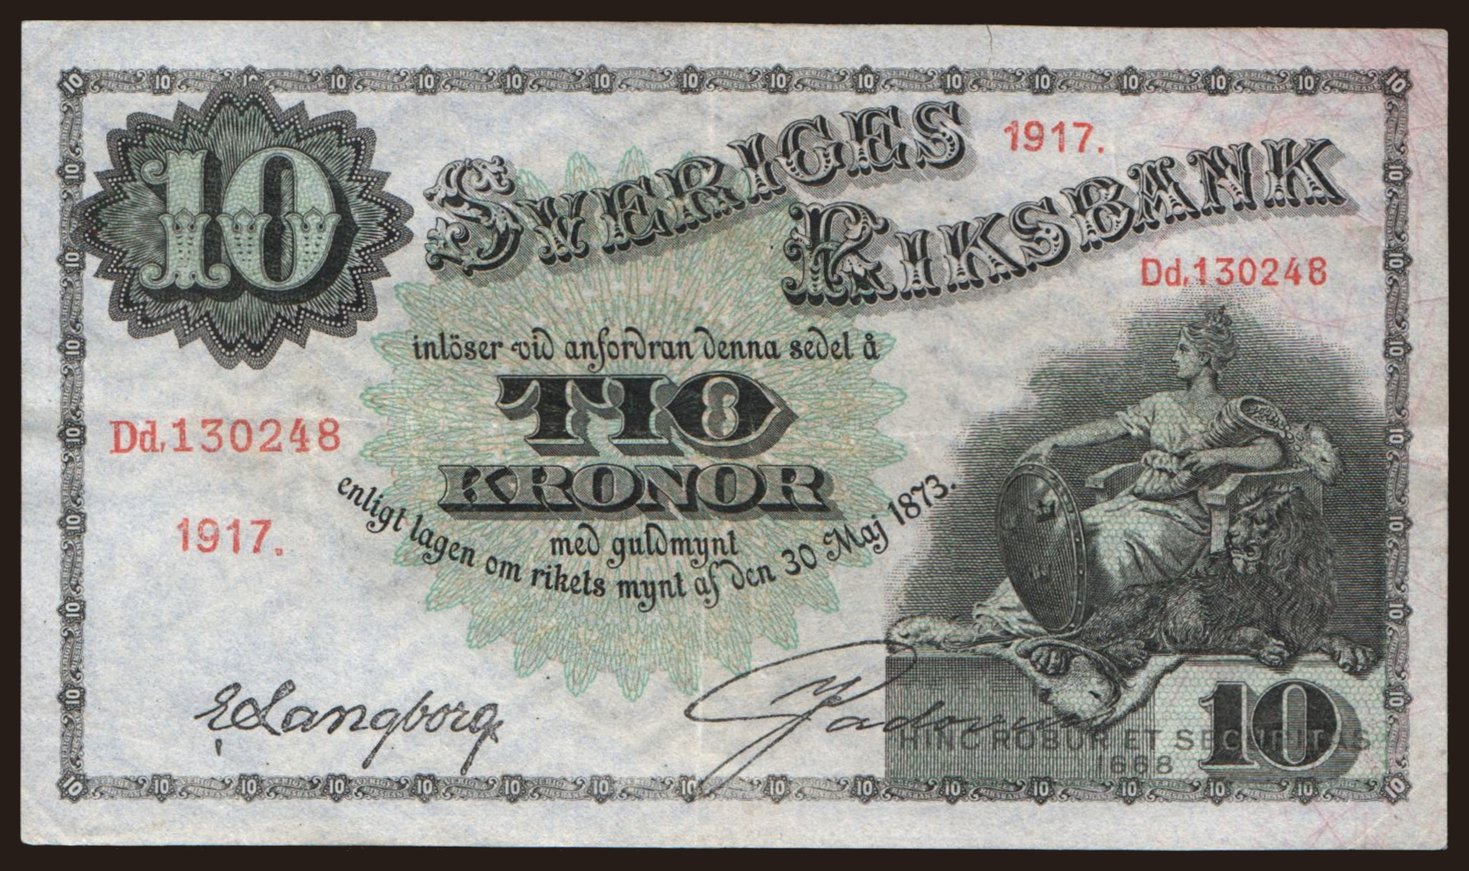 10
SVERIGES
1917.
RIKSBANK
Dd,130248
inlöser vid anfordran denna sedel å
TIO
Dd,130248
KRONOR
1917.
med guldmynt
enligt lagen om rikets mynt af den 30 Maj 1873.
E Langborg
10
HINC ROBUR ET SECURITAS
1668